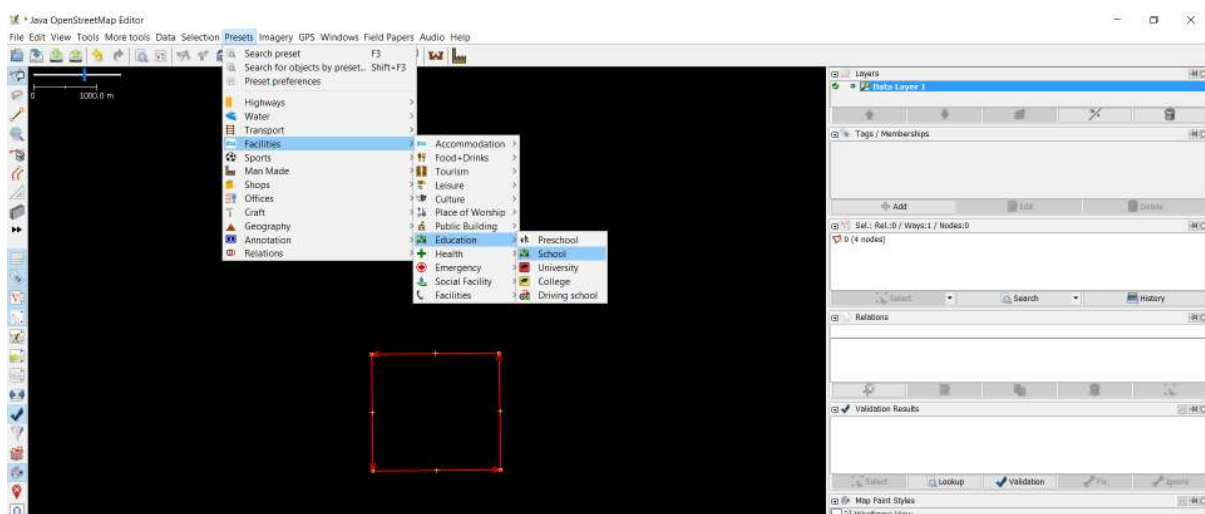 * Java OpenStreetMap Editor
File Edit View Tools More tools Data Selection Presets Imagery GPS Windows Field Papers Audio Help
Search preset F3
Search for objects by preset... Shift+F3
Preset preferences
Highways
Water
Transport
Facilities
Sports
Man Made
Shops
Offices
Craft
Geography
Annotation
Relations
Accommodation
Food+Drinks
Tourism
Leisure
Culture
Place of Worship
Public Building
Education
Health
Emergency
Social Facility
Facilities
Preschool
School
University
College
Driving school
0 1000.0 m
Layers
Data Layer 1
Tags / Memberships
Add Edit Delete
Sel.: Rel.:0 / Ways:1 / Nodes:0
0 (4 nodes)
Select Search History
Relations
Validation Results
Select Lookup Validation Fix Ignore
Map Paint Styles
Wireframe View